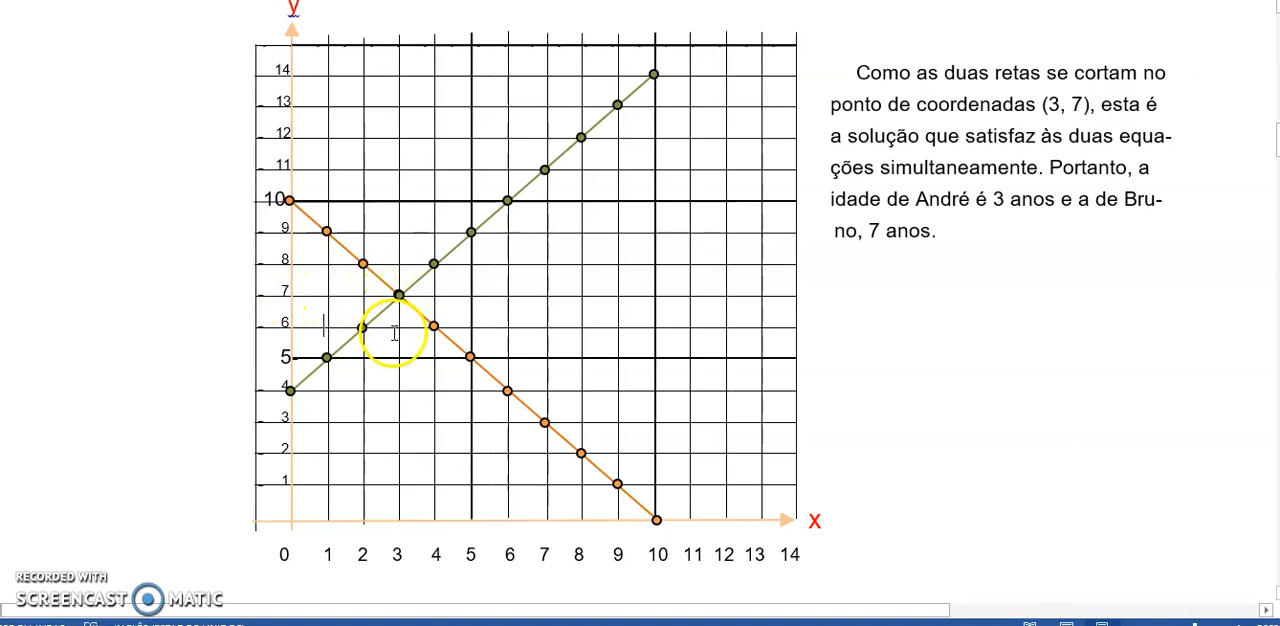 y
14
13
12
11
10
9
8
7
6
5
4
3
2
1
x
0 1 2 3 4 5 6 7 8 9 10 11 12 13 14
Como as duas retas se cortam no
ponto de coordenadas (3, 7), esta é
a solução que satisfaz às duas equa-
ções simultaneamente. Portanto, a
idade de André é 3 anos e a de Bru-
no, 7 anos.
RECORDED WITH
SCREENCAST MATIC